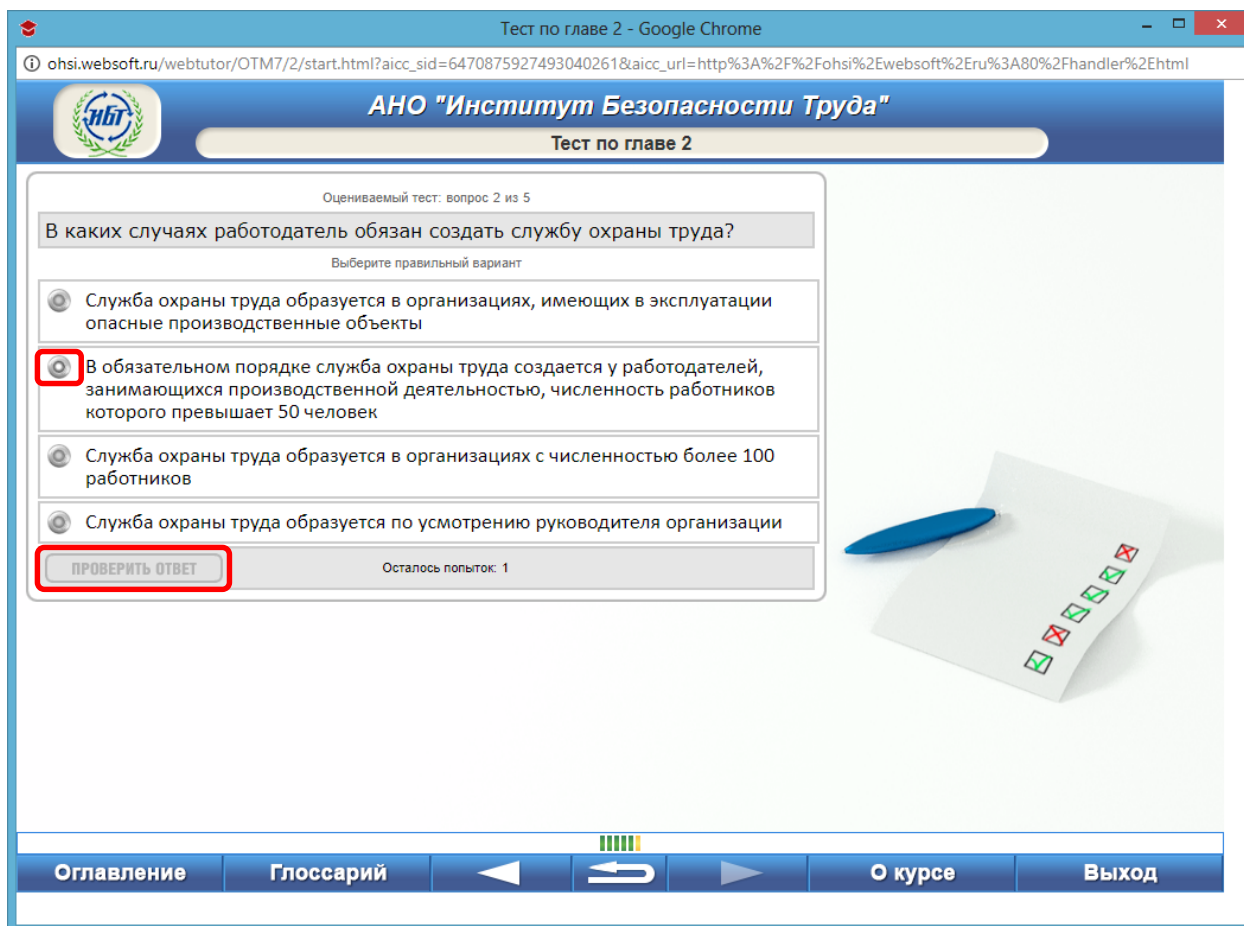 Тест по главе 2 - Google Chrome
ohsi.websoft.ru/webtutor/OTM7/2/start.html?aicc_sid=6470875927493040261&aicc_url=http%3A%2F%2Fohsi%2Ewebsoft%2Eru%3A80%2Fhandler%2Ehtml
ИБТ
АНО "Институт Безопасности Труда"
Тест по главе 2
Оцениваемый тест: вопрос 2 из 5
В каких случаях работодатель обязан создать службу охраны труда?
Выберите правильный вариант
Служба охраны труда образуется в организациях, имеющих в эксплуатации
опасные производственные объекты
В обязательном порядке служба охраны труда создается у работодателей,
занимающихся производственной деятельностью, численность работников
которого превышает 50 человек
Служба охраны труда образуется в организациях с численностью более 100
работников
Служба охраны труда образуется по усмотрению руководителя организации
ПРОВЕРИТЬ ОТВЕТ
Осталось попыток: 1
Оглавление
Глоссарий
О курсе
Выход